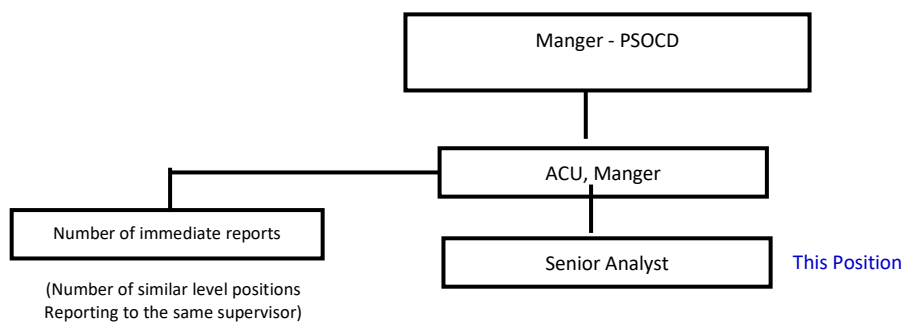 Manger - PSOCD
ACU, Manger
Number of immediate reports
Senior Analyst
This Position
(Number of similar level positions
Reporting to the same supervisor)